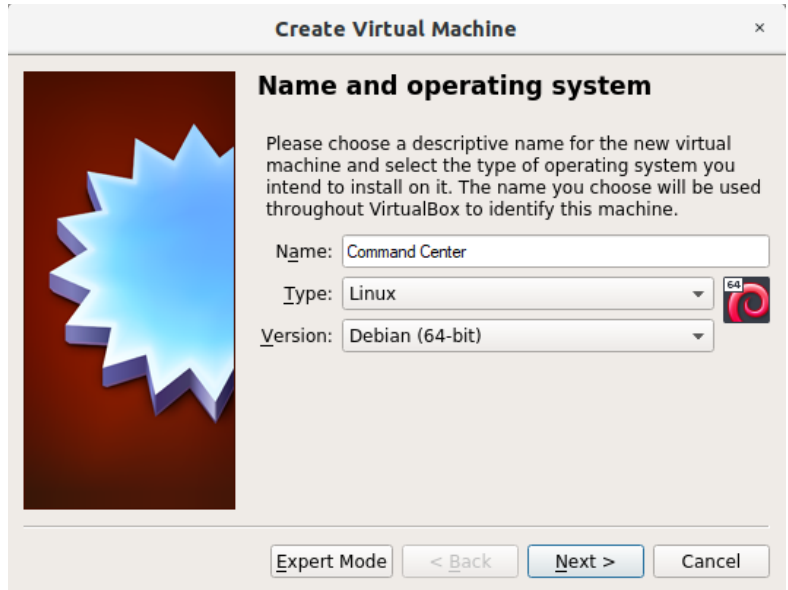 Create Virtual Machine
×
Name and operating system
Please choose a descriptive name for the new virtual
machine and select the type of operating system you
intend to install on it. The name you choose will be used
throughout VirtualBox to identify this machine.
Name: Command Center
Type: Linux
64
Version: Debian (64-bit)
Expert Mode < Back Next > Cancel